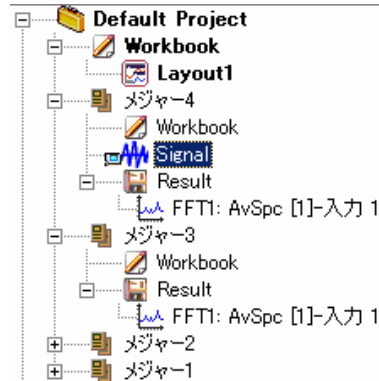 Default Project
Workbook
Layout1
メジャー4
Workbook
Signal
Result
FFT1: AvSpc [1]-入力 1
メジャー3
Workbook
Result
FFT1: AvSpc [1]-入力 1
メジャー2
メジャー1